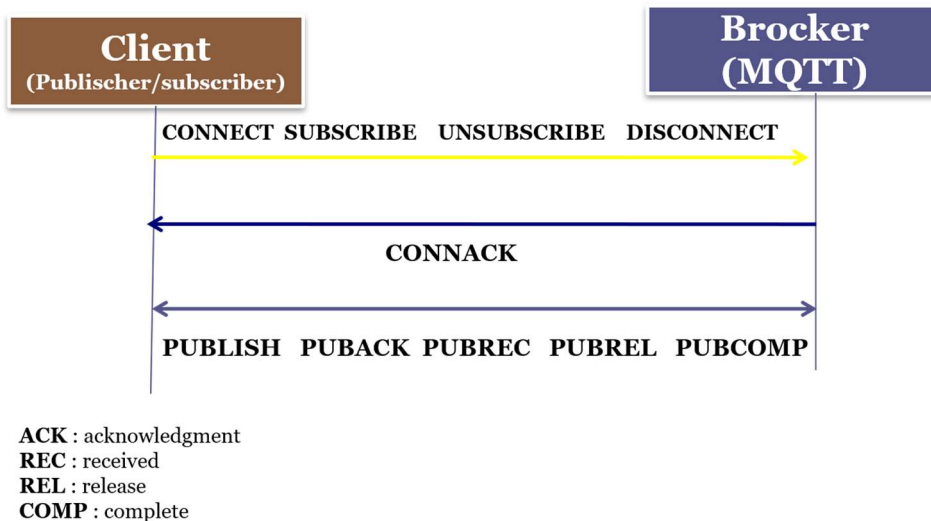 Client
(Publischer/subscriber)
Brocker
(MQTT)
CONNECT SUBSCRIBE UNSUBSCRIBE DISCONNECT
CONNACK
PUBLISH PUBACK PUBREC PUBREL PUBCOMP
ACK : acknowledgment
REC : received
REL : release
COMP : complete